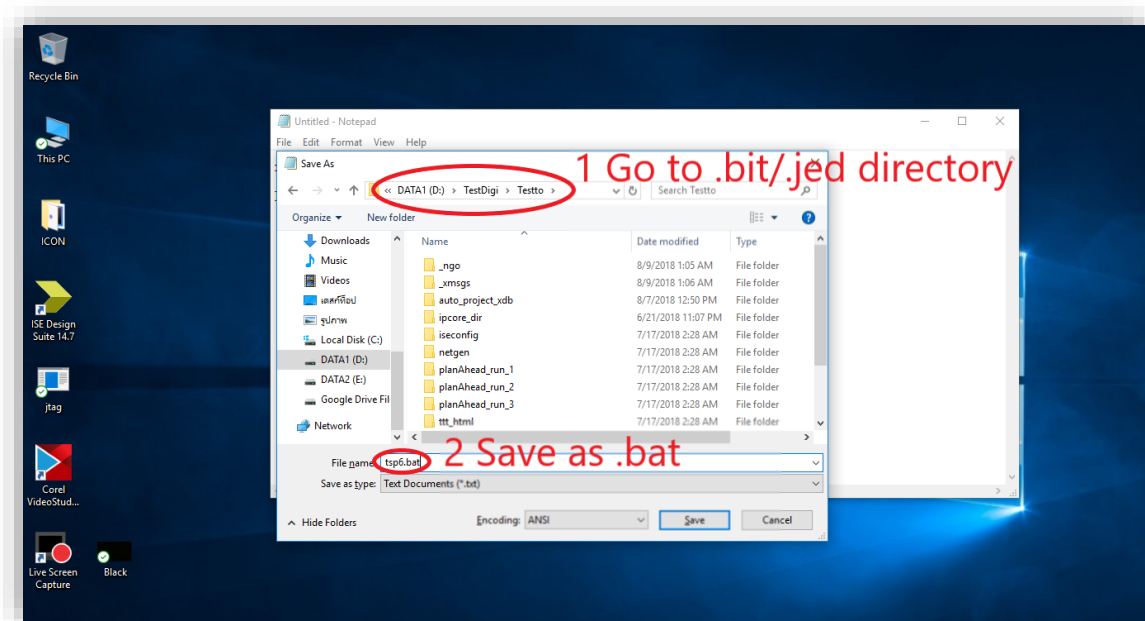 Recycle Bin
This PC
ICON
ISE Design
Suite 14.7
jtag
Corel
VideoStud...
Live Screen
Capture
Black
Untitled - Notepad
File Edit Format View Help
Save As
1 Go to .bit/.jed directory
« DATA1 (D:) › TestDigi › Testto ›
Search Testto
Organize New folder
Downloads
Music
Videos
เดสก์ท็อป
รูปภาพ
Local Disk (C:)
DATA1 (D:)
DATA2 (E:)
Google Drive Fil
Network
Name Date modified Type
_ngo 8/9/2018 1:05 AM File folder
_xmsgs 8/9/2018 1:06 AM File folder
auto_project_xdb 8/7/2018 12:50 PM File folder
ipcore_dir 6/21/2018 11:07 PM File folder
iseconfig 7/17/2018 2:28 AM File folder
netgen 7/17/2018 2:28 AM File folder
planAhead_run_1 7/17/2018 2:28 AM File folder
planAhead_run_2 7/17/2018 2:28 AM File folder
planAhead_run_3 7/17/2018 2:28 AM File folder
ttt_html 7/17/2018 2:28 AM File folder
2 Save as .bat
File name: tsp6.bat
Save as type: Text Documents (*.txt)
Hide Folders
Encoding: ANSI
Save
Cancel